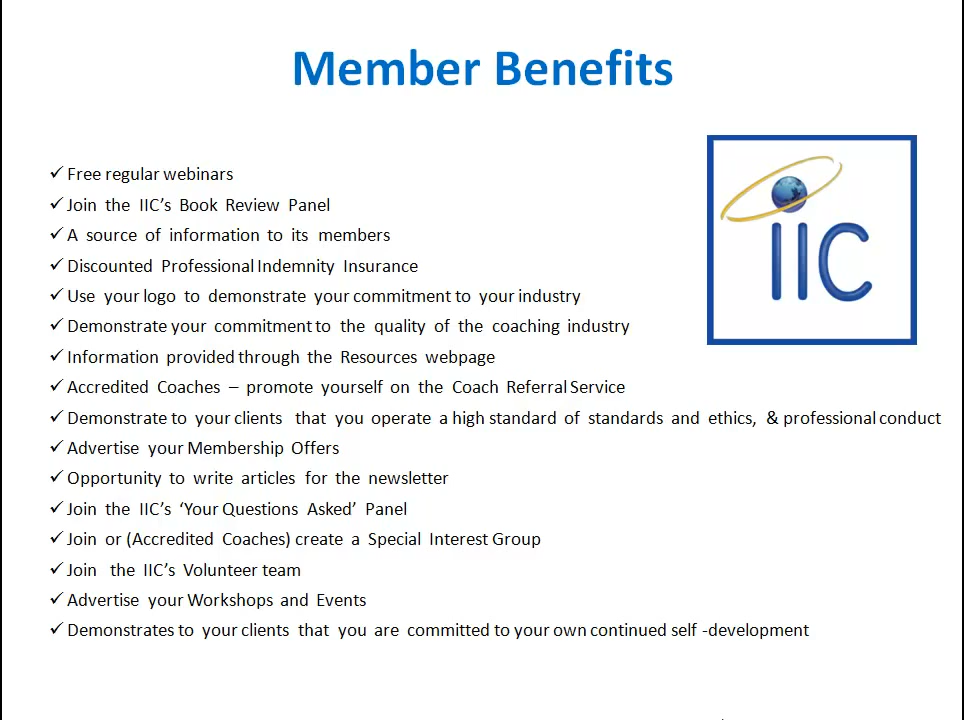 Member Benefits
✓ Free regular webinars
✓ Join the IIC’s Book Review Panel
✓ A source of information to its members
✓ Discounted Professional Indemnity Insurance
✓ Use your logo to demonstrate your commitment to your industry
✓ Demonstrate your commitment to the quality of the coaching industry
✓ Information provided through the Resources webpage
✓ Accredited Coaches – promote yourself on the Coach Referral Service
✓ Demonstrate to your clients that you operate a high standard of standards and ethics, & professional conduct
✓ Advertise your Membership Offers
✓ Opportunity to write articles for the newsletter
✓ Join the IIC’s ‘Your Questions Asked’ Panel
✓ Join or (Accredited Coaches) create a Special Interest Group
✓ Join the IIC’s Volunteer team
✓ Advertise your Workshops and Events
✓ Demonstrates to your clients that you are committed to your own continued self -development
IIC